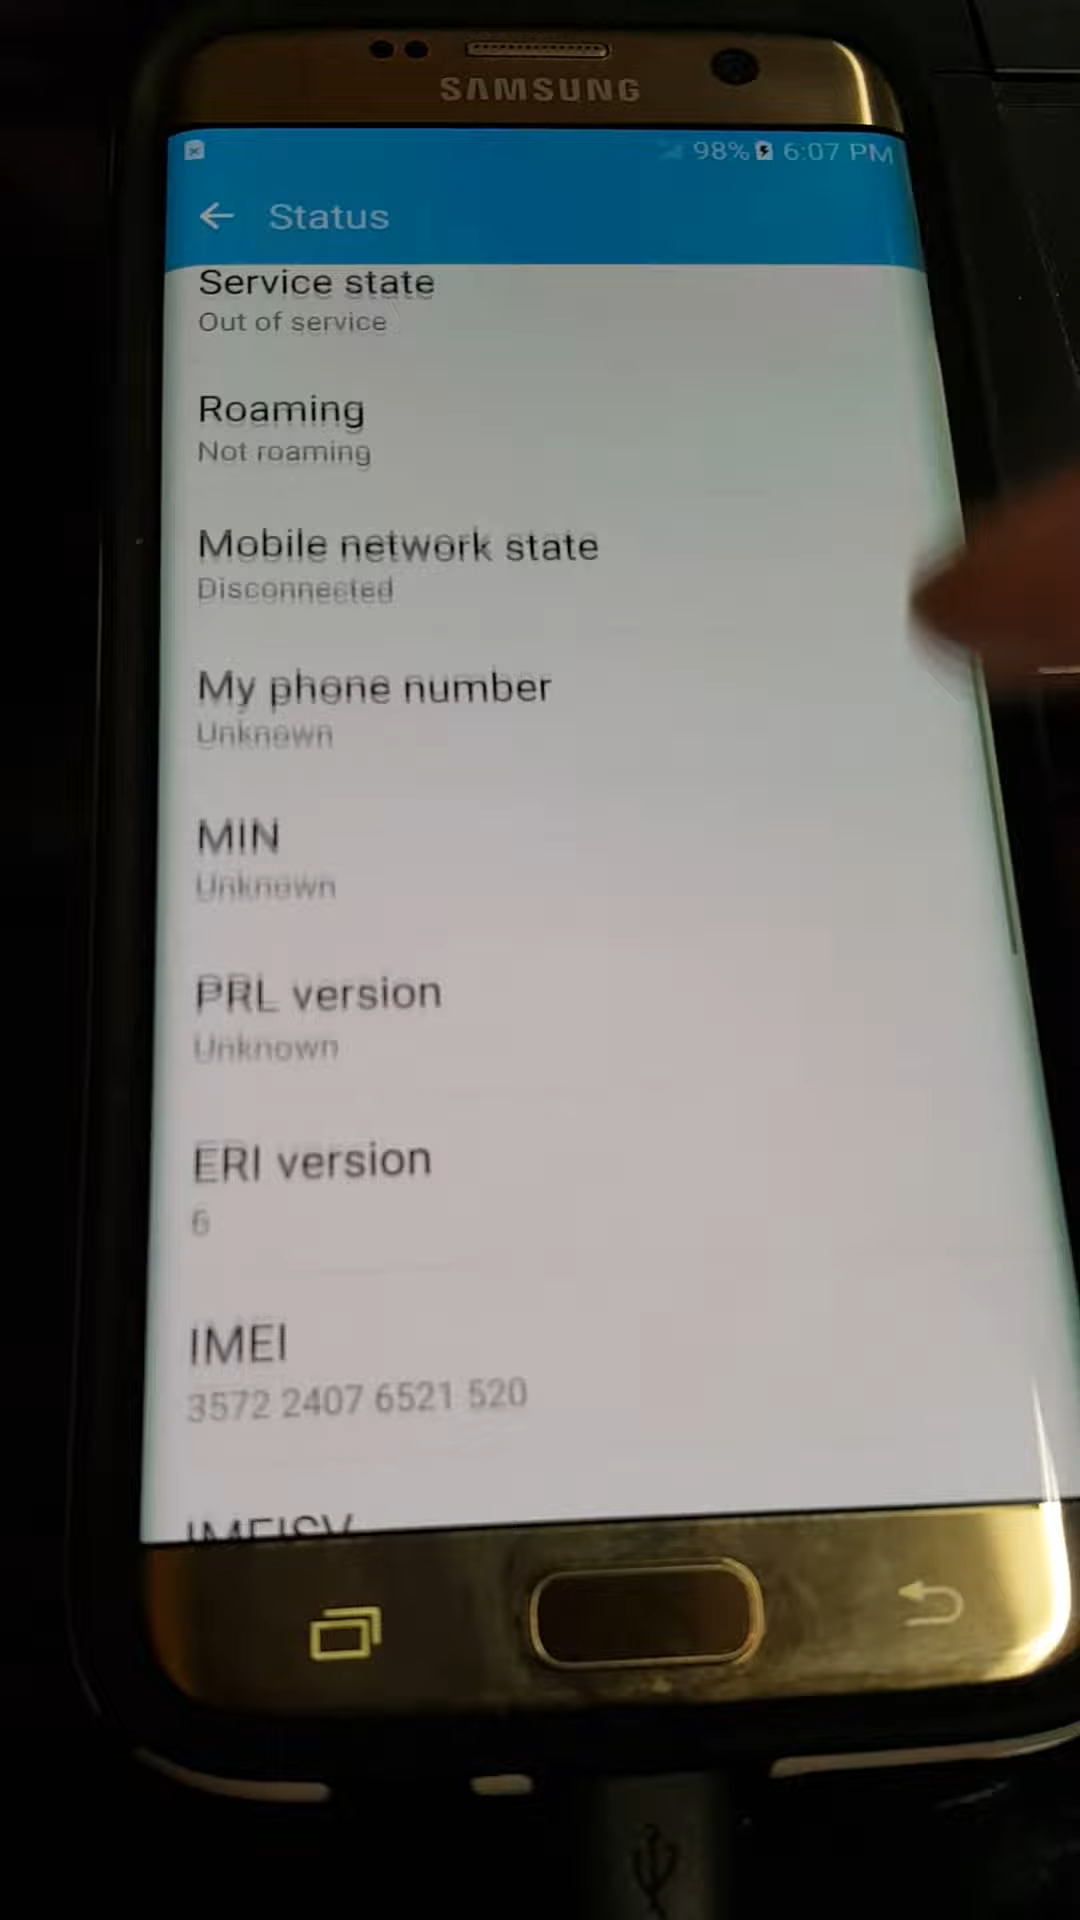 SAMSUNG
98% 6:07 PM
Status
Service state
Out of service
Roaming
Not roaming
Mobile network state
Disconnected
My phone number
Unknown
MIN
Unknown
PRL version
Unknown
ERI version
6
IMEI
3572 2407 6521 520
IMEISV